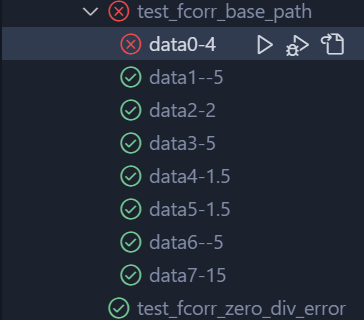 test_fcorr_base_path
data0-4
data1--5
data2-2
data3-5
data4-1.5
data5-1.5
data6--5
data7-15
test_fcorr_zero_div_error